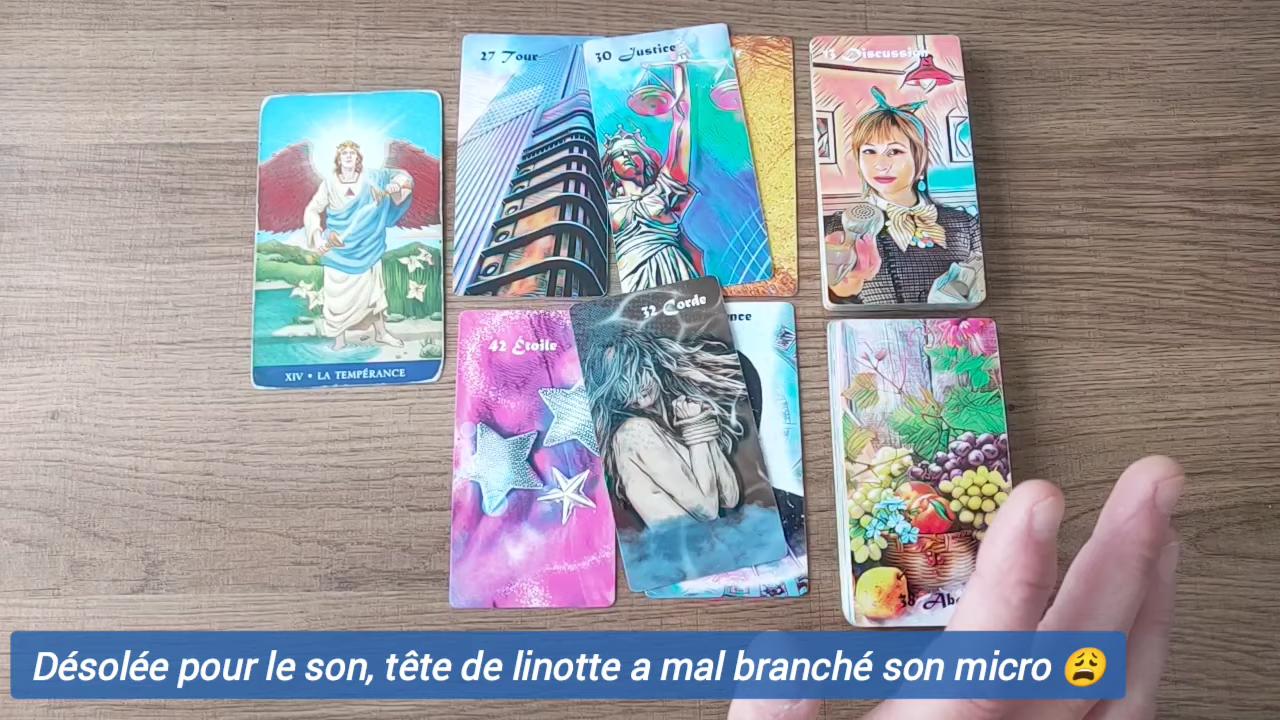 27 Tour
30 Justice
13 Discussion
XIV • LA TEMPÉRANCE
42 Étoile
32 Corde
Désolée pour le son, tête de linotte a mal branché son micro 😩